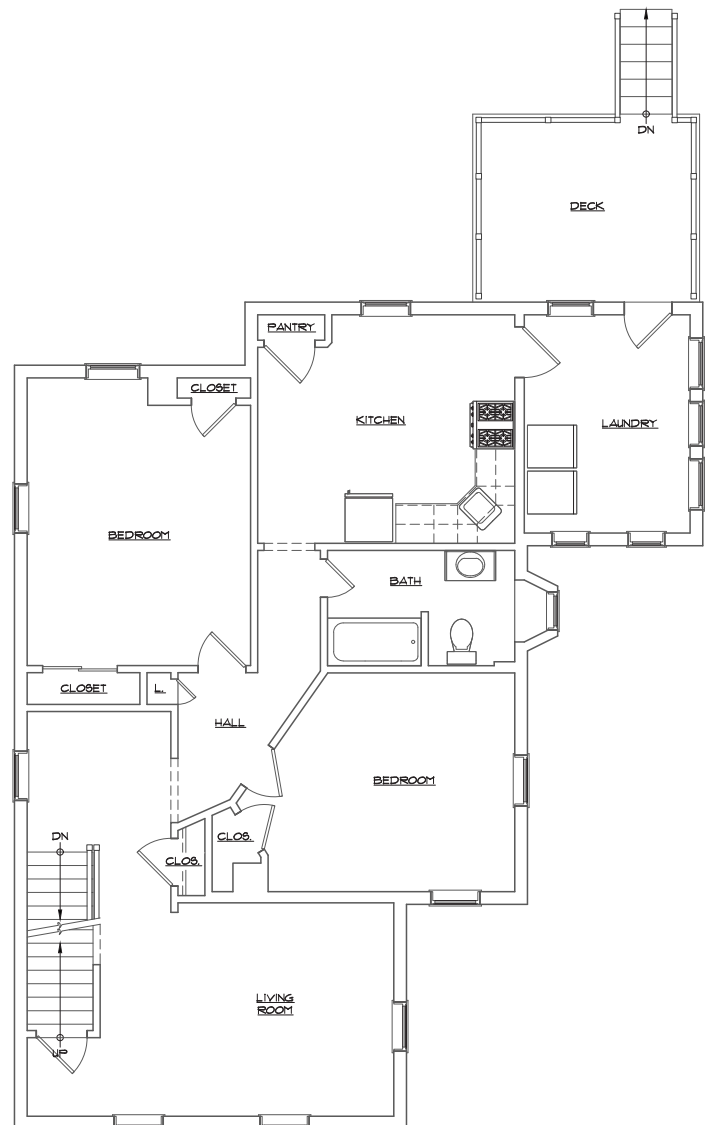 DN
DECK
PANTRY
CLOSET
KITCHEN
LAUNDRY
BEDROOM
BATH
CLOSET
L.
HALL
BEDROOM
DN
CLOS.
CLOS.
LIVING
ROOM
UP